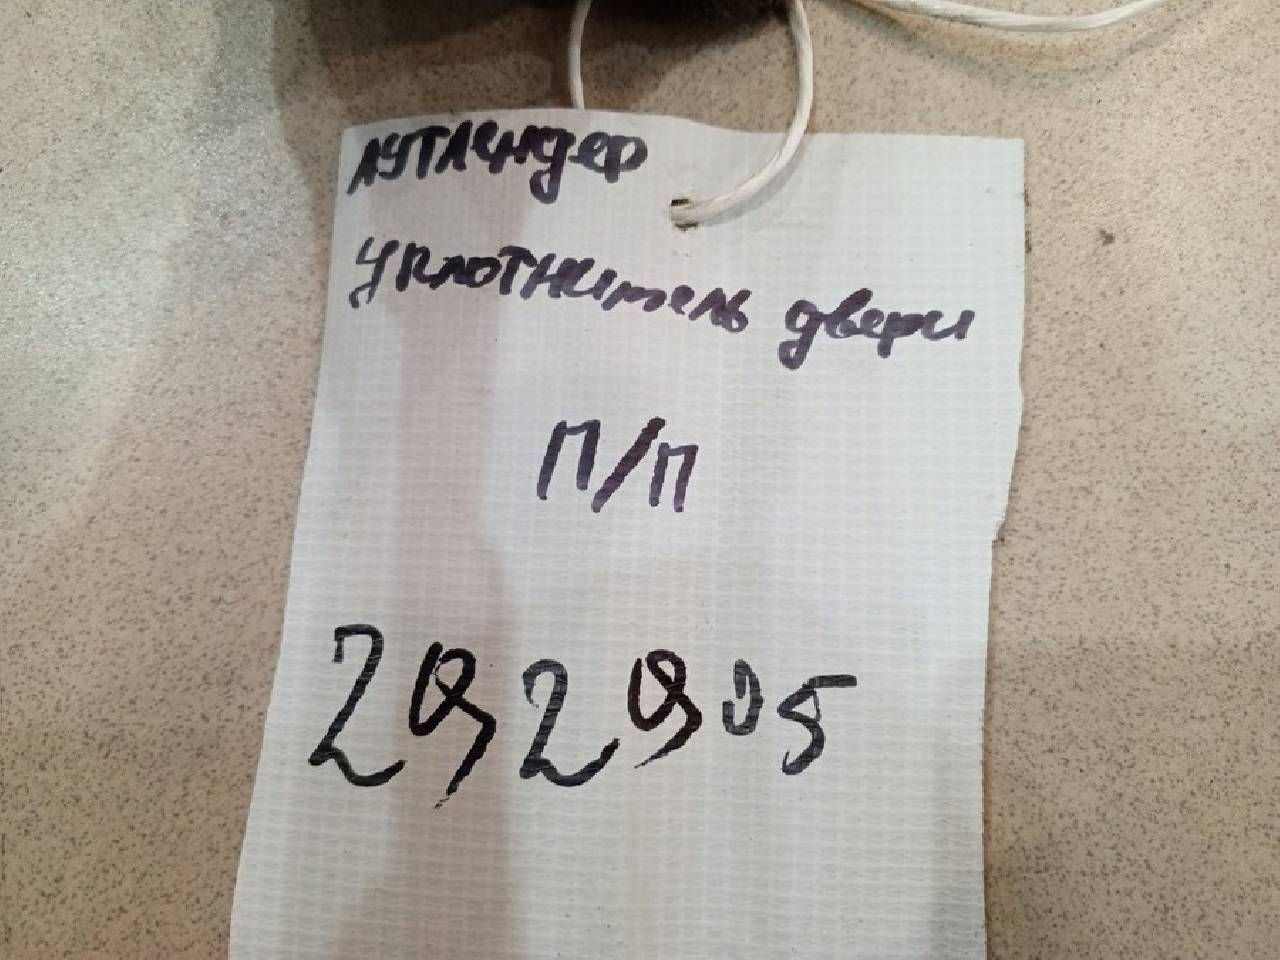 Аутлендер
Уплотнитель двери
П/П
292905